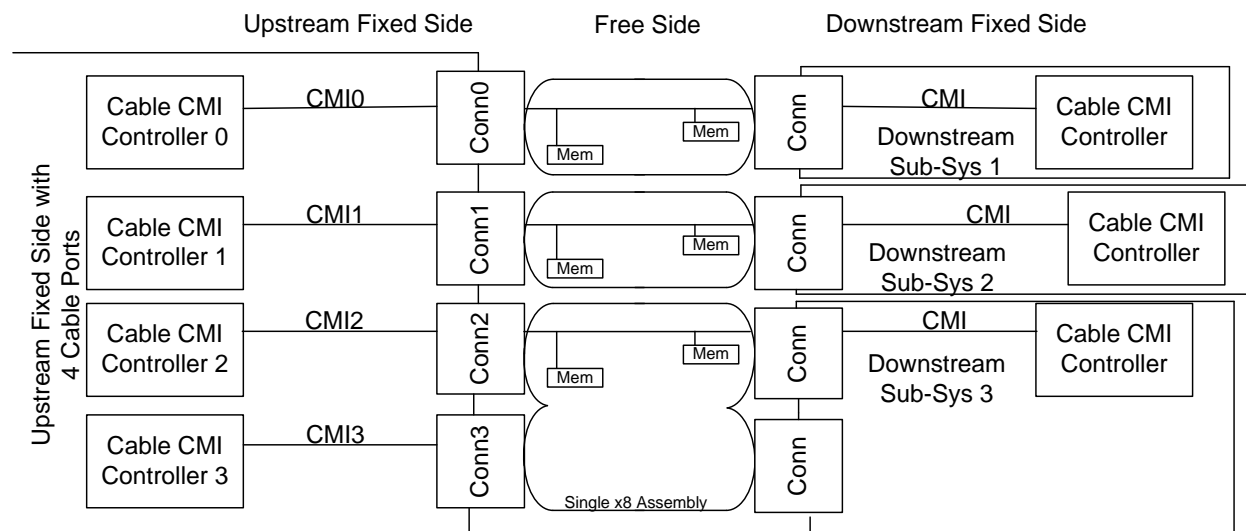 Upstream Fixed Side
Free Side
Downstream Fixed Side
Upstream Fixed Side with
4 Cable Ports
Cable CMI
Controller 0
CMI0
Conn0
Mem
Mem
Conn
CMI
Downstream
Sub-Sys 1
Cable CMI
Controller
Cable CMI
Controller 1
CMI1
Conn1
Mem
Mem
Conn
CMI
Downstream
Sub-Sys 2
Cable CMI
Controller
Cable CMI
Controller 2
CMI2
Conn2
Mem
Mem
Conn
CMI
Downstream
Sub-Sys 3
Cable CMI
Controller
Cable CMI
Controller 3
CMI3
Conn3
Single x8 Assembly
Conn